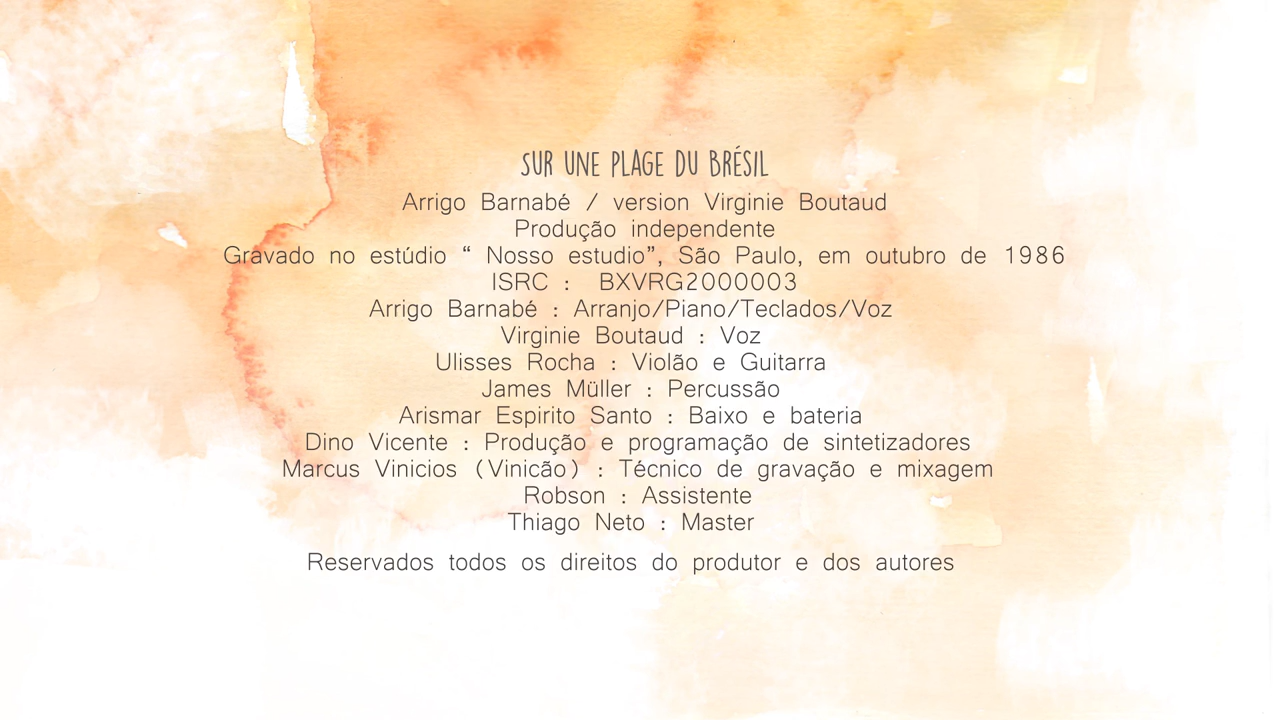 SUR UNE PLAGE DU BRÉSIL
Arrigo Barnabé / version Virginie Boutaud
Produção independente
Gravado no estúdio “ Nosso estudio”, São Paulo, em outubro de 1986
ISRC : BXVRG2000003
Arrigo Barnabé : Arranjo/Piano/Teclados/Voz
Virginie Boutaud : Voz
Ulisses Rocha : Violão e Guitarra
James Müller : Percussão
Arismar Espirito Santo : Baixo e bateria
Dino Vicente : Produção e programação de sintetizadores
Marcus Vinicios (Vinicão) : Técnico de gravação e mixagem
Robson : Assistente
Thiago Neto : Master
Reservados todos os direitos do produtor e dos autores